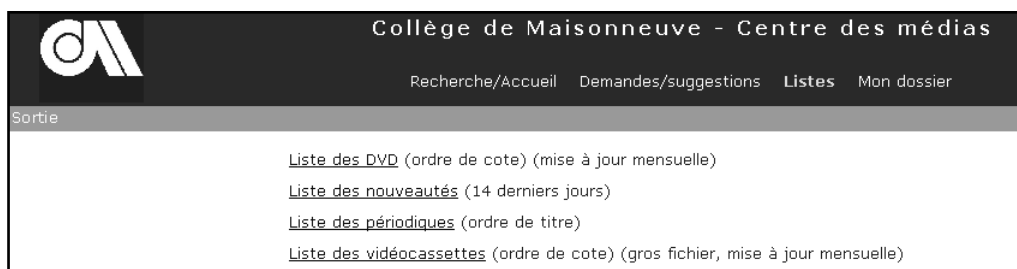 Collège de Maisonneuve - Centre des médias
Recherche/Accueil Demandes/suggestions Listes Mon dossier
Sortie
Liste des DVD (ordre de cote) (mise à jour mensuelle)
Liste des nouveautés (14 derniers jours)
Liste des périodiques (ordre de titre)
Liste des vidéocassettes (ordre de cote) (gros fichier, mise à jour mensuelle)